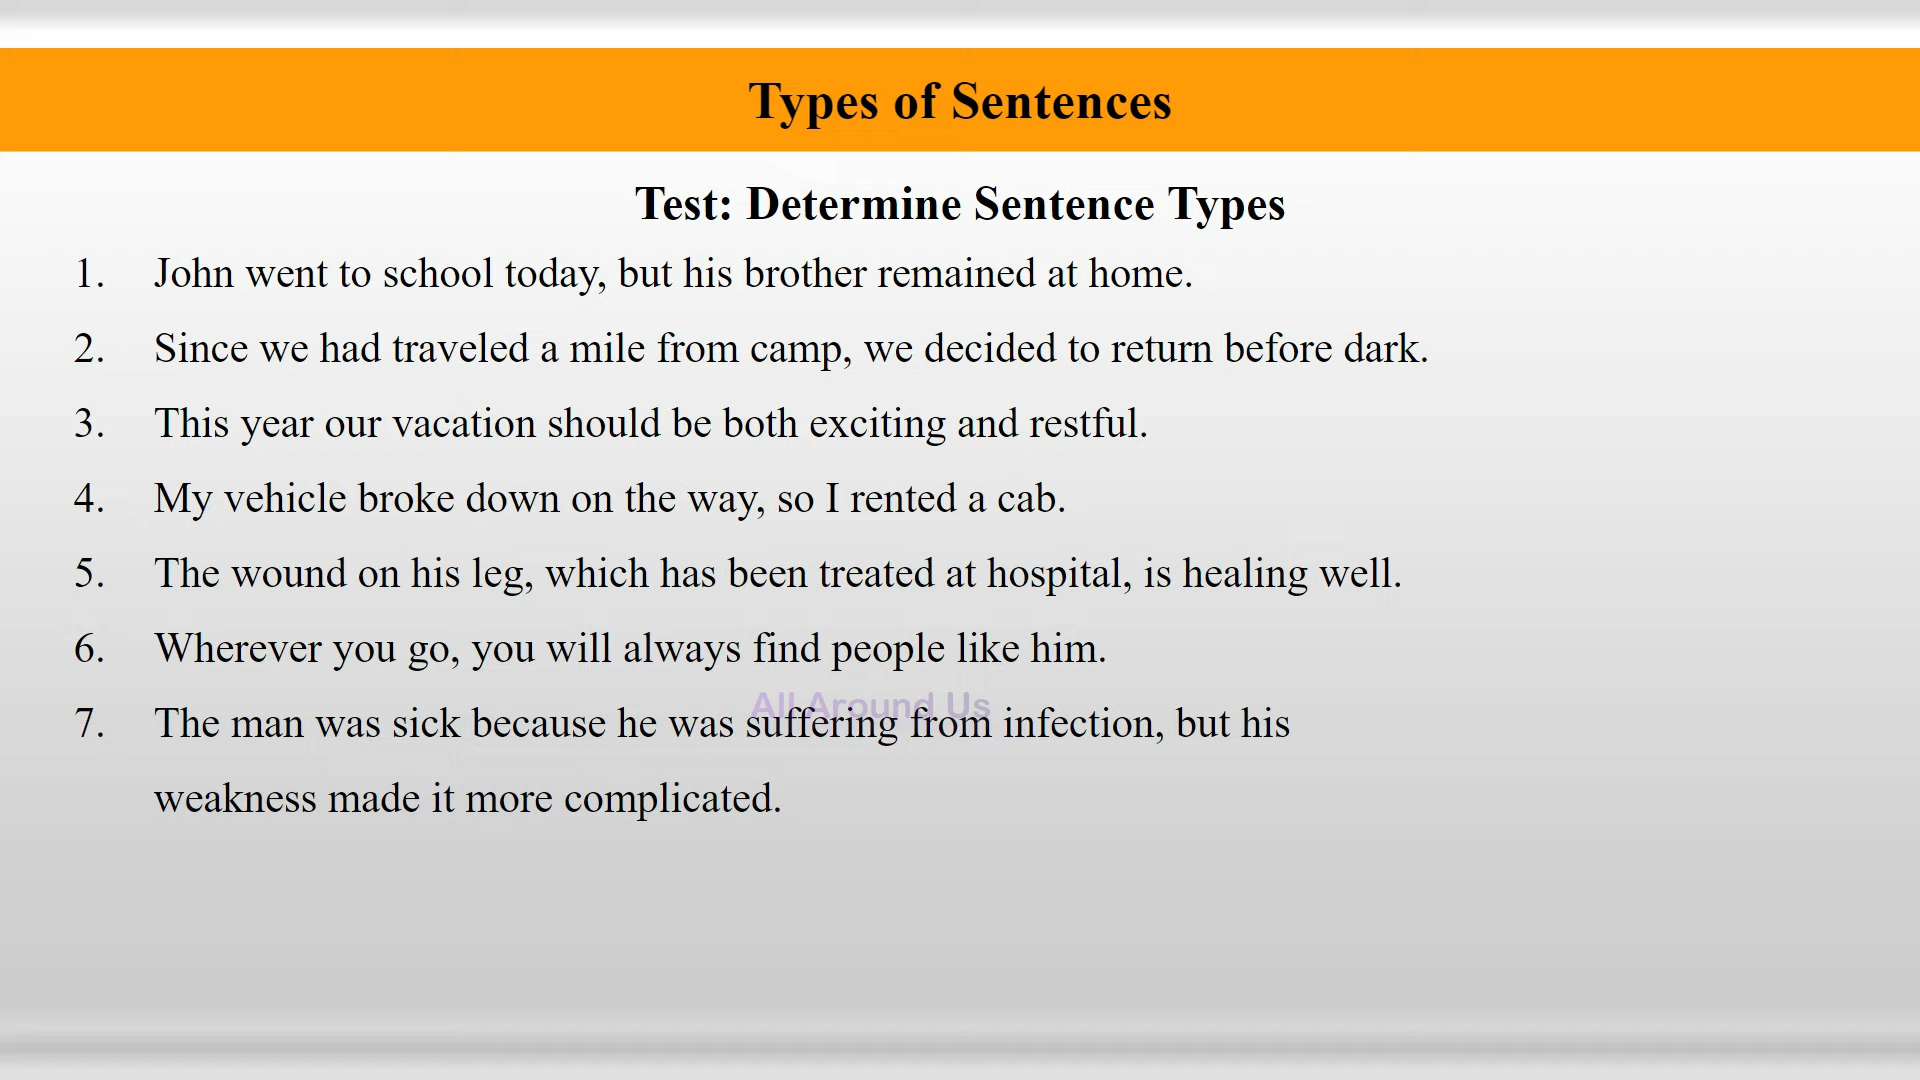 Types of Sentences
Test: Determine Sentence Types
1. John went to school today, but his brother remained at home.
2. Since we had traveled a mile from camp, we decided to return before dark.
3. This year our vacation should be both exciting and restful.
4. My vehicle broke down on the way, so I rented a cab.
5. The wound on his leg, which has been treated at hospital, is healing well.
6. Wherever you go, you will always find people like him.
All Around Us
7. The man was sick because he was suffering from infection, but his
weakness made it more complicated.